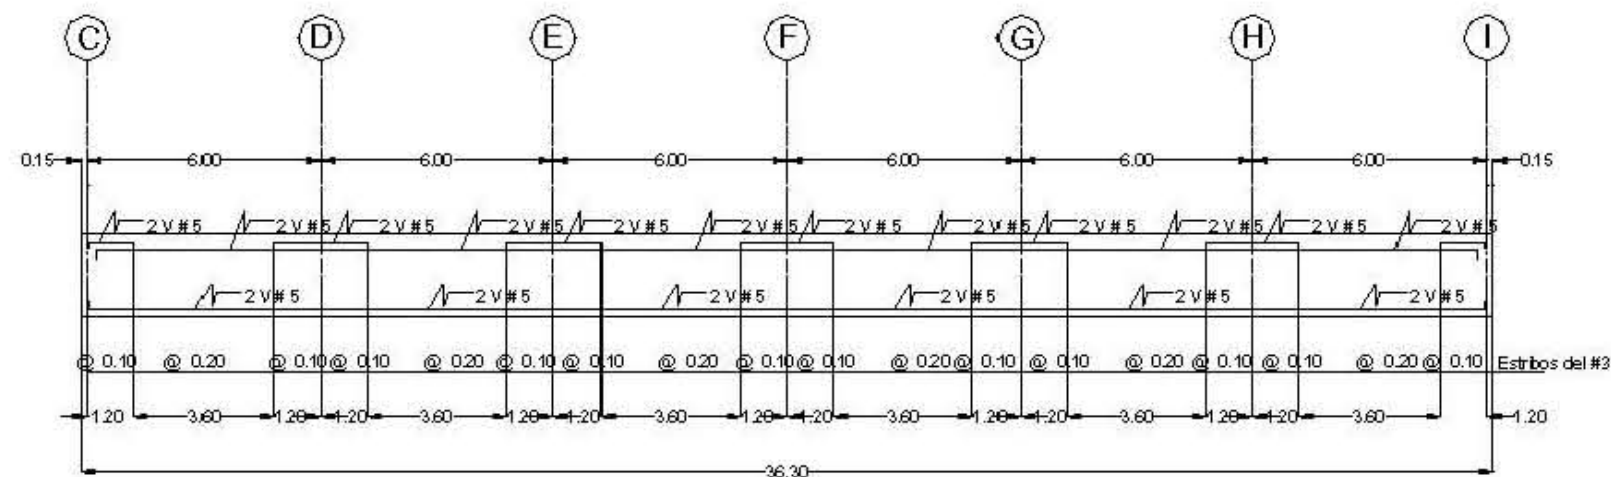 C D E F G H I
0.15 6.00 6.00 6.00 6.00 6.00 6.00 0.15
2 V # 5 2 V # 5 2 V # 5 2 V # 5 2 V # 5 2 V # 5 2 V # 5 2 V # 5 2 V # 5 2 V # 5 2 V # 5 2 V # 5
2 V # 5 2 V # 5 2 V # 5 2 V # 5 2 V # 5 2 V # 5
@ 0.10 @ 0.20 @ 0.10 @ 0.10 @ 0.20 @ 0.10 @ 0.10 @ 0.20 @ 0.10 @ 0.10 @ 0.20 @ 0.10 @ 0.10 @ 0.20 @ 0.10 @ 0.10 @ 0.20 @ 0.10 Estribos del #3
1.20 3.60 1.20 1.20 3.60 1.20 1.20 3.60 1.20 1.20 3.60 1.20 1.20 3.60 1.20 1.20 3.60 1.20
36.30